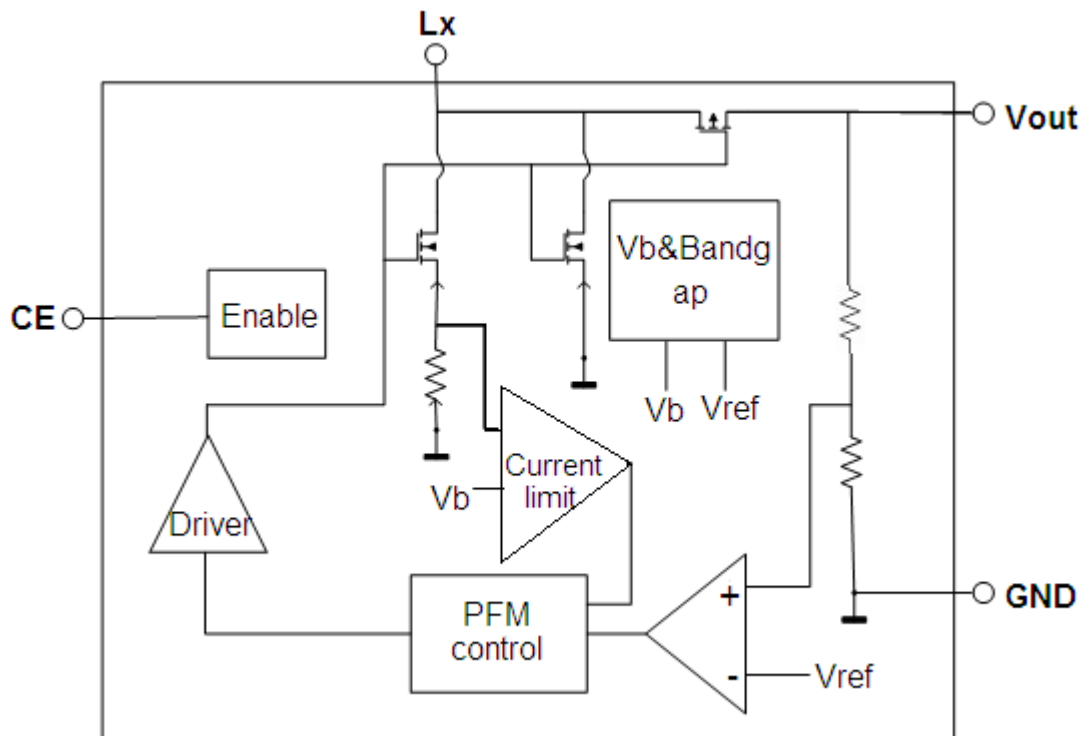 Lx
Vout
Vb&Bandg
ap
CE
Enable
Vb
Vref
Current
limit
Vb
Driver
PFM
control
+
-
Vref
GND